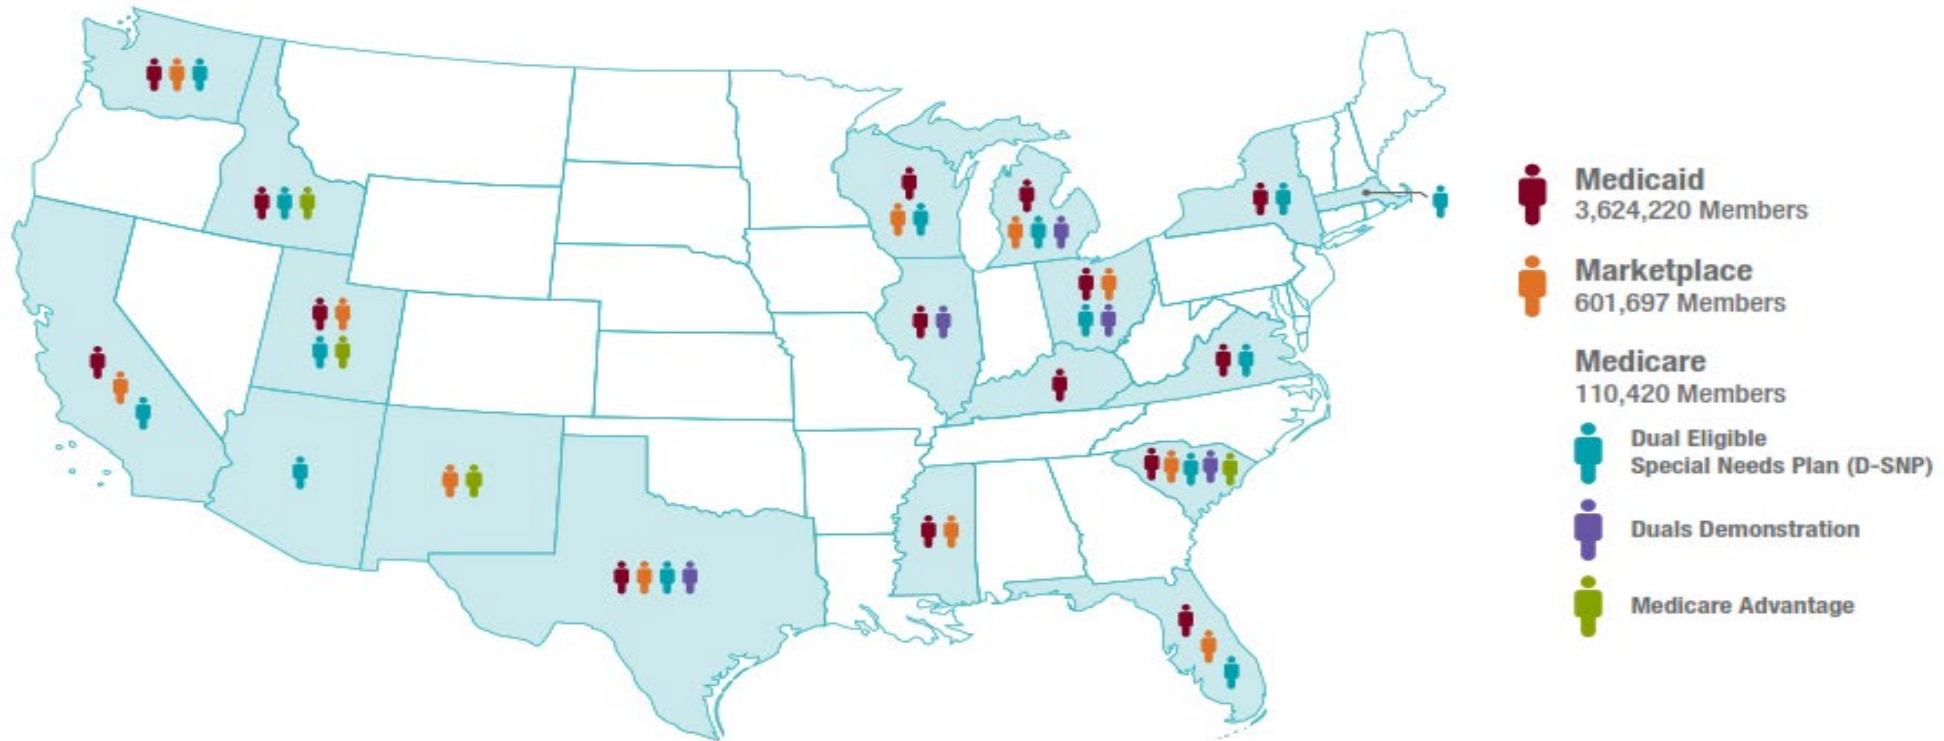 Medicaid
3,624,220 Members
Marketplace
601,697 Members
Medicare
110,420 Members
Dual Eligible
Special Needs Plan (D-SNP)
Duals Demonstration
Medicare Advantage